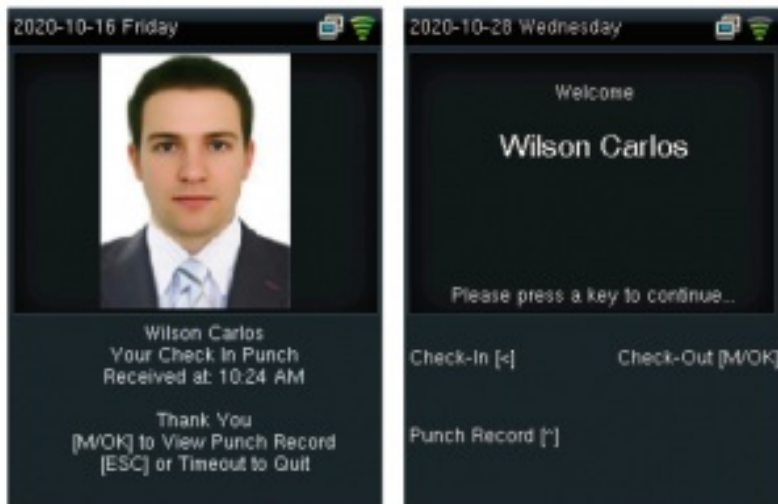 2020-10-16 Friday
Wilson Carlos
Your Check In Punch
Received at: 10:24 AM
Thank You
[M/OK] to View Punch Record
[ESC] or Timeout to Quit
2020-10-28 Wednesday
Welcome
Wilson Carlos
Please press a key to continue...
Check-In [<] Check-Out [M/OK]
Punch Record [^]